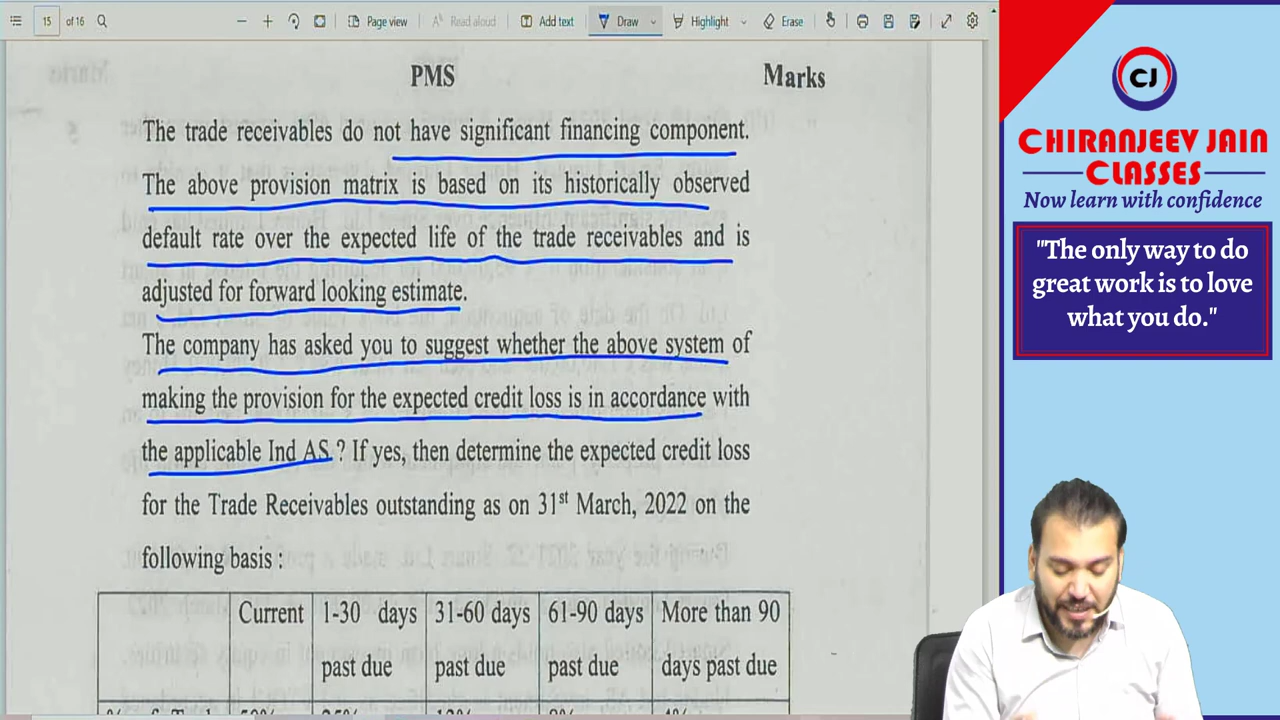 15 of 16 Page view Read aloud Add text Draw Highlight Erase
PMS Marks
The trade receivables do not have significant financing component.
The above provision matrix is based on its historically observed
default rate over the expected life of the trade receivables and is
adjusted for forward looking estimate.
The company has asked you to suggest whether the above system of
making the provision for the expected credit loss is in accordance with
the applicable Ind AS ? If yes, then determine the expected credit loss
for the Trade Receivables outstanding as on 31st March, 2022 on the
following basis :
Current 1-30 days 31-60 days 61-90 days More than 90
past due past due past due days past due
CJ
CHIRANJEEV JAIN
CLASSES
Now learn with confidence
"The only way to do
great work is to love
what you do."